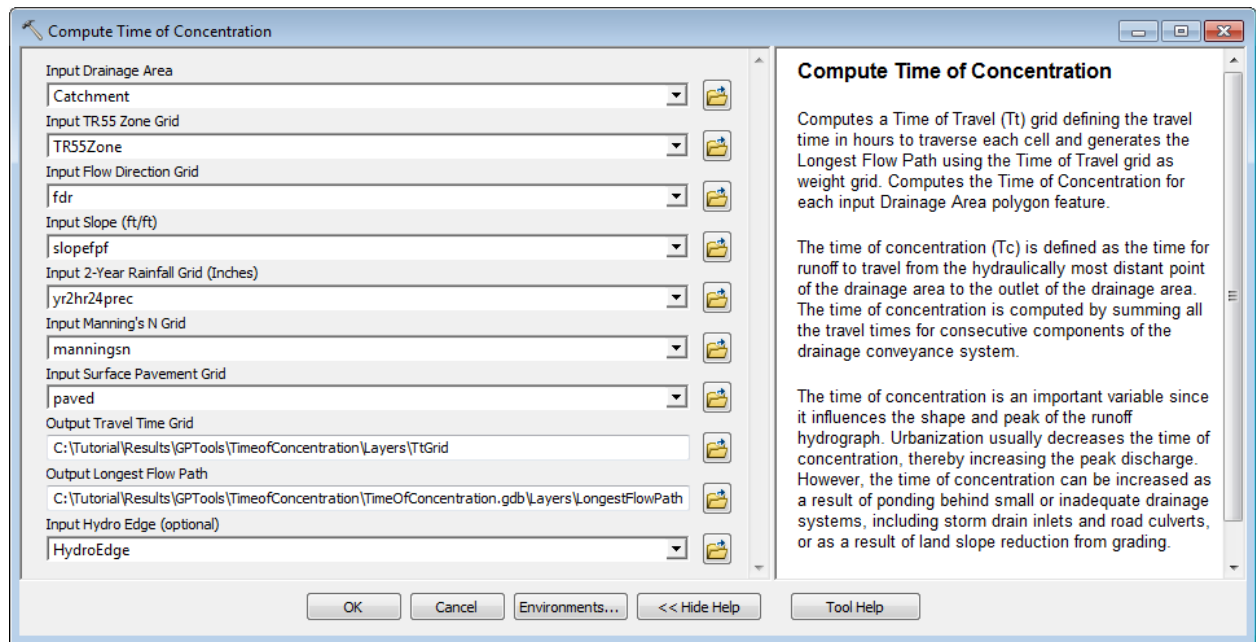 Compute Time of Concentration
Input Drainage Area
Catchment
Input TR55 Zone Grid
TR55Zone
Input Flow Direction Grid
fdr
Input Slope (ft/ft)
slopefpf
Input 2-Year Rainfall Grid (Inches)
yr2hr24prec
Input Manning's N Grid
manningsn
Input Surface Pavement Grid
paved
Output Travel Time Grid
C:\Tutorial\Results\GPTools\TimeofConcentration\Layers\TtGrid
Output Longest Flow Path
C:\Tutorial\Results\GPTools\TimeofConcentration\TimeOfConcentration.gdb\Layers\LongestFlowPath
Input Hydro Edge (optional)
HydroEdge
Compute Time of Concentration
Computes a Time of Travel (Tt) grid defining the travel
time in hours to traverse each cell and generates the
Longest Flow Path using the Time of Travel grid as
weight grid. Computes the Time of Concentration for
each input Drainage Area polygon feature.
The time of concentration (Tc) is defined as the time for
runoff to travel from the hydraulically most distant point
of the drainage area to the outlet of the drainage area.
The time of concentration is computed by summing all
the travel times for consecutive components of the
drainage conveyance system.
The time of concentration is an important variable since
it influences the shape and peak of the runoff
hydrograph. Urbanization usually decreases the time of
concentration, thereby increasing the peak discharge.
However, the time of concentration can be increased as
a result of ponding behind small or inadequate drainage
systems, including storm drain inlets and road culverts,
or as a result of land slope reduction from grading.
OK
Cancel
Environments...
<< Hide Help
Tool Help